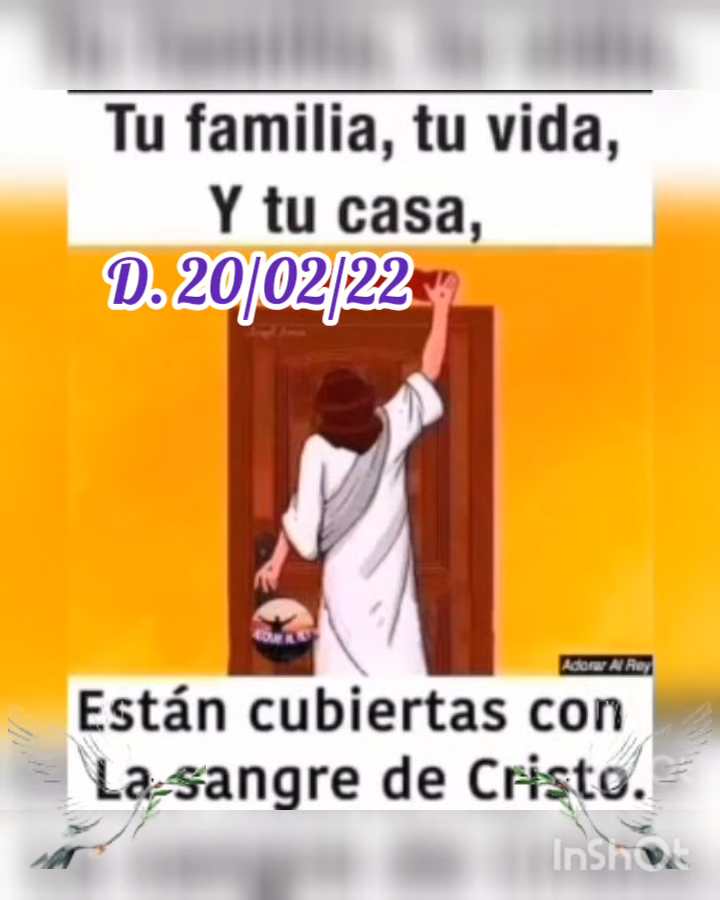 Tu familia, tu vida,
Y tu casa,
D. 20/02/22
Adorar Al Rey
Están cubiertas con
La sangre de Cristo.
InShOt